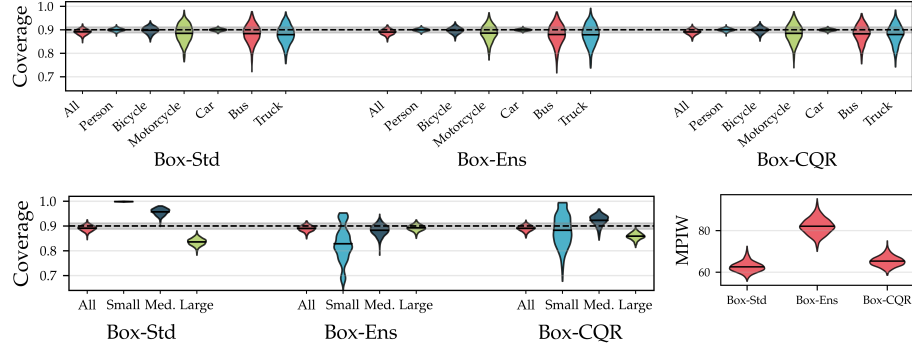 Coverage
1.0
0.9
0.8
0.7
All Person Bicycle Motorcycle Car Bus Truck
All Person Bicycle Motorcycle Car Bus Truck
All Person Bicycle Motorcycle Car Bus Truck
Box-Std Box-Ens Box-CQR
Coverage
1.0
0.9
0.8
0.7
All Small Med. Large All Small Med. Large All Small Med. Large
Box-Std Box-Ens Box-CQR
MPIW
80
60
Box-Std Box-Ens Box-CQR